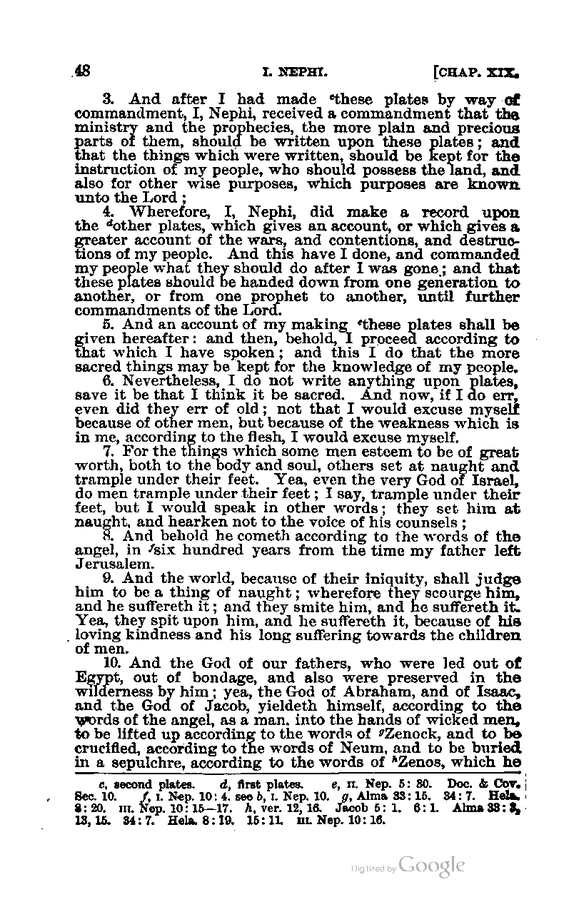 48 I. NEPHI. [CHAP. XIX.
3. And after I had made ᶜthese plates by way of
commandment, I, Nephi, received a commandment that the
ministry and the prophecies, the more plain and precious
parts of them, should be written upon these plates; and
that the things which were written, should be kept for the
instruction of my people, who should possess the land, and
also for other wise purposes, which purposes are known
unto the Lord;
4. Wherefore, I, Nephi, did make a record upon
the ᵈother plates, which gives an account, or which gives a
greater account of the wars, and contentions, and destruc-
tions of my people. And this have I done, and commanded
my people what they should do after I was gone; and that
these plates should be handed down from one generation to
another, or from one prophet to another, until further
commandments of the Lord.
5. And an account of my making ᵉthese plates shall be
given hereafter: and then, behold, I proceed according to
that which I have spoken; and this I do that the more
sacred things may be kept for the knowledge of my people.
6. Nevertheless, I do not write anything upon plates,
save it be that I think it be sacred. And now, if I do err,
even did they err of old; not that I would excuse myself
because of other men, but because of the weakness which is
in me, according to the flesh, I would excuse myself.
7. For the things which some men esteem to be of great
worth, both to the body and soul, others set at naught and
trample under their feet. Yea, even the very God of Israel,
do men trample under their feet; I say, trample under their
feet, but I would speak in other words; they set him at
naught, and hearken not to the voice of his counsels;
8. And behold he cometh according to the words of the
angel, in ᶠsix hundred years from the time my father left
Jerusalem.
9. And the world, because of their iniquity, shall judge
him to be a thing of naught; wherefore they scourge him,
and he suffereth it; and they smite him, and he suffereth it.
Yea, they spit upon him, and he suffereth it, because of his
loving kindness and his long suffering towards the children
of men.
10. And the God of our fathers, who were led out of
Egypt, out of bondage, and also were preserved in the
wilderness by him; yea, the God of Abraham, and of Isaac,
and the God of Jacob, yieldeth himself, according to the
words of the angel, as a man. into the hands of wicked men,
to be lifted up according to the words of ᵍZenock, and to be
crucified, according to the words of Neum, and to be buried
in a sepulchre, according to the words of ʰZenos, which he
c, second plates. d, first plates. e, II. Nep. 5: 30. Doc. & Cov.
Sec. 10. f, I. Nep. 10: 4. see b, I. Nep. 10. g, Alma 33: 15. 34: 7. Hela.
8: 20. III. Nep. 10: 15—17. h, ver. 12, 16. Jacob 5: 1. 6: 1. Alma 33: 3,
13, 15. 34: 7. Hela. 8: 19. 15: 11. III. Nep. 10: 16.
Digitized by Google